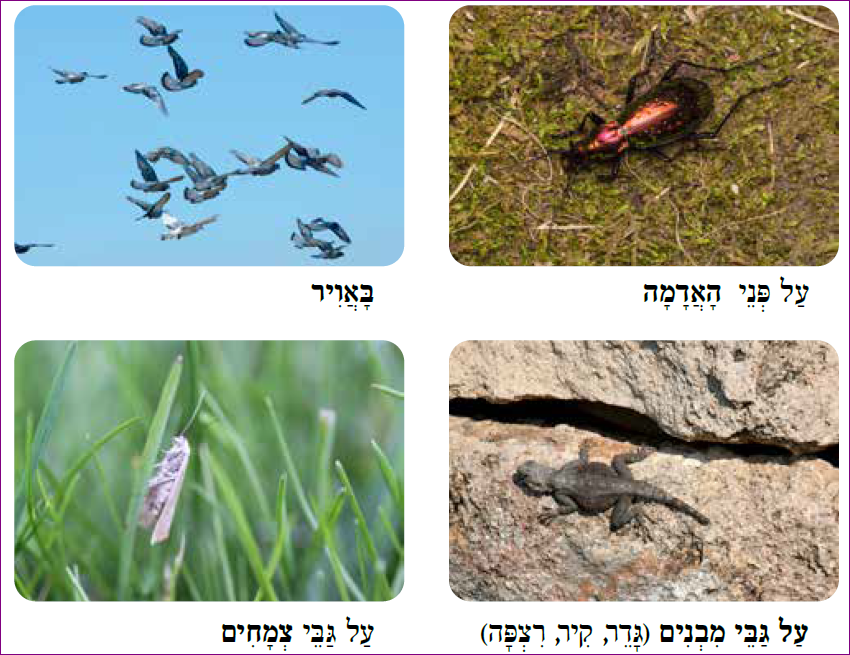 עַל פְּנֵי הָאֲדָמָה
בָּאֲוִיר
עַל גַּבֵּי מִבְנִים (גָּדֵר, קִיר, רִצְפָּה)
עַל גַּבֵּי צְמָחִים